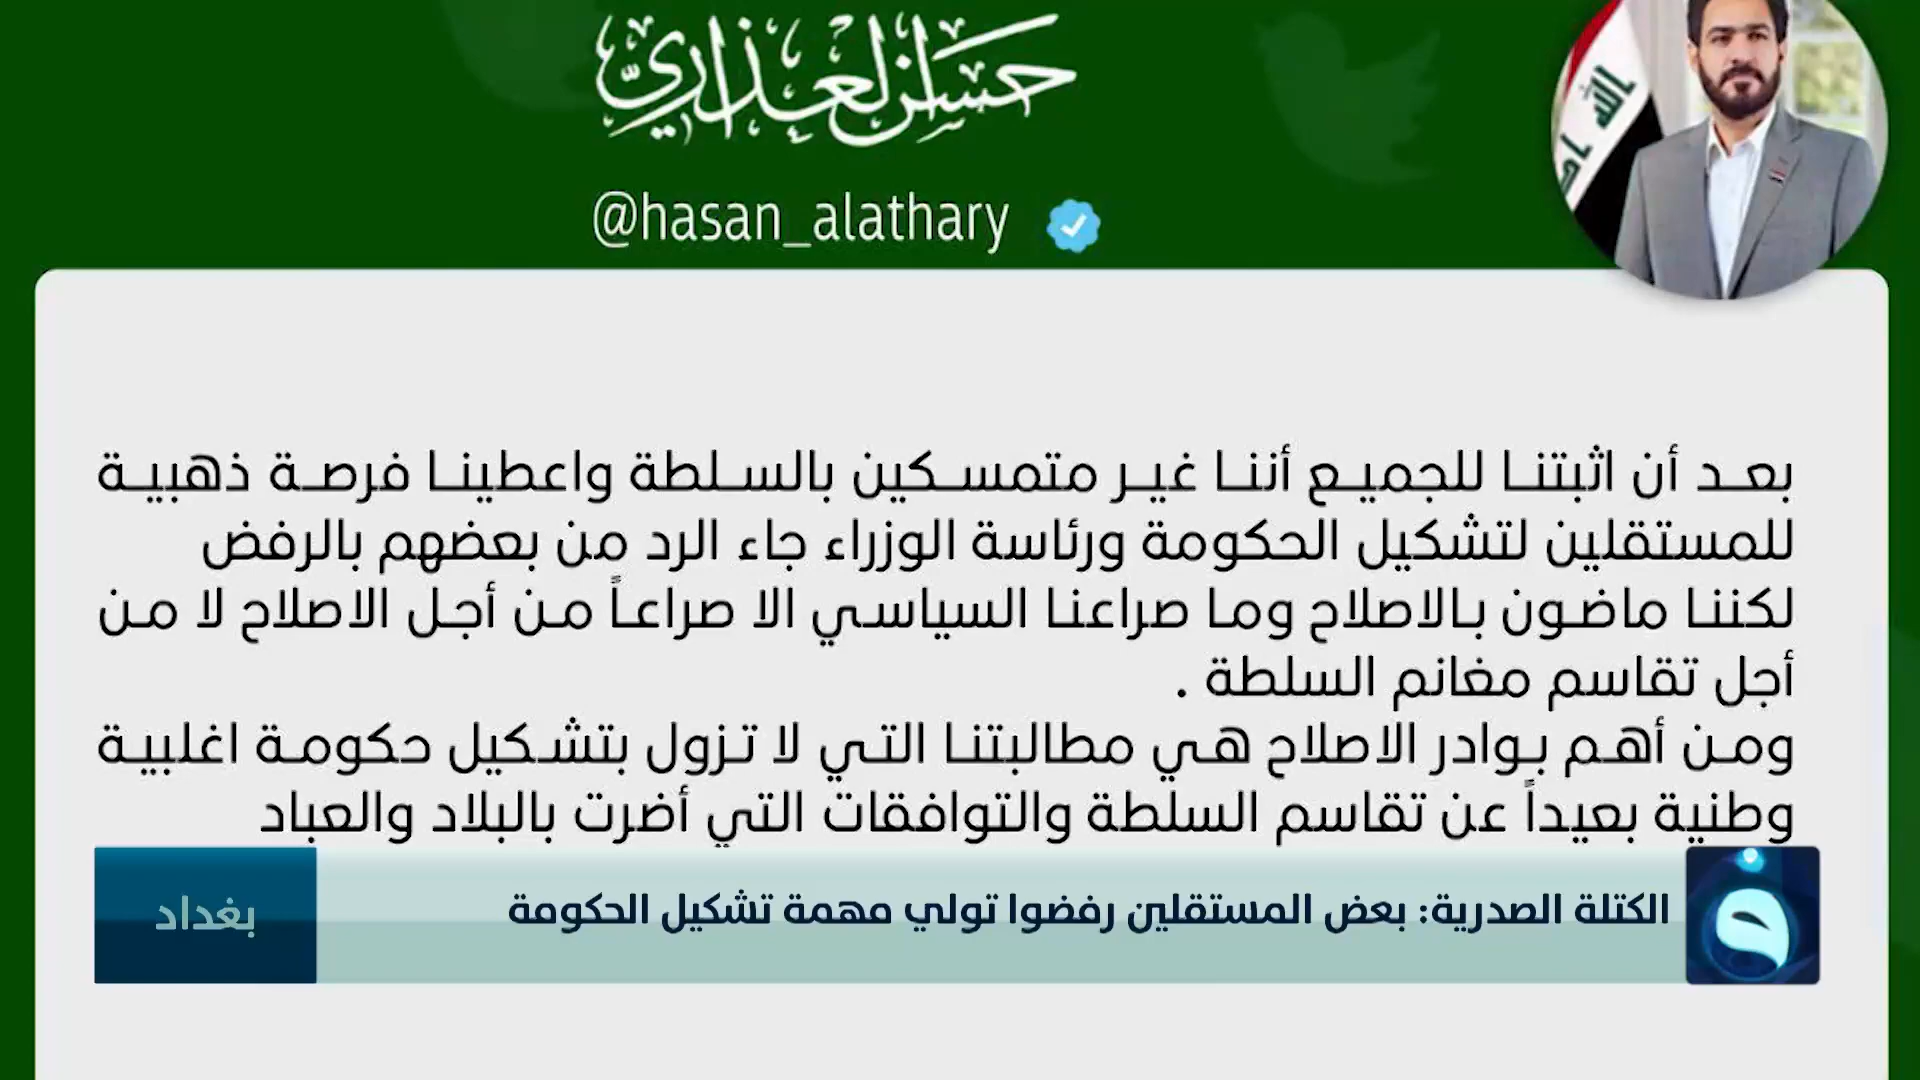 حسن العذاري
@hasan_alathary
بعد أن اثبتنا للجميع أننا غير متمسكين بالسلطة واعطينا فرصة ذهبية
للمستقلين لتشكيل الحكومة ورئاسة الوزراء جاء الرد من بعضهم بالرفض
لكننا ماضون بالاصلاح وما صراعنا السياسي الا صراعاً من أجل الاصلاح لا من
أجل تقاسم مغانم السلطة .
ومن أهم بوادر الاصلاح هي مطالبتنا التي لا تزول بتشكيل حكومة اغلبية
وطنية بعيداً عن تقاسم السلطة والتوافقات التي أضرت بالبلاد والعباد
الكتلة الصدرية: بعض المستقلين رفضوا تولي مهمة تشكيل الحكومة
بغداد